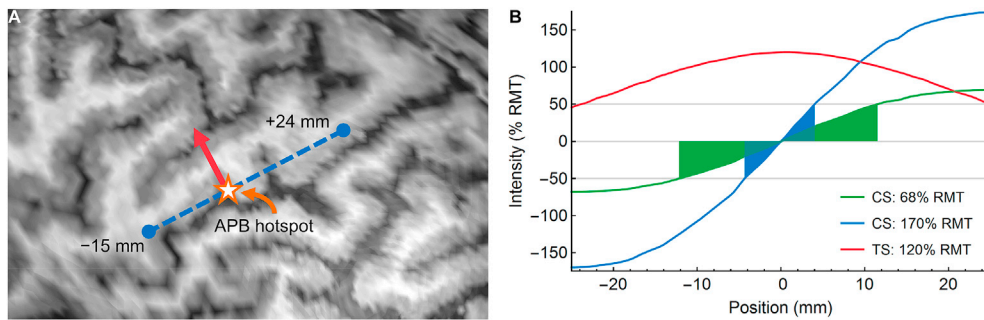 A
+24 mm
APB hotspot
−15 mm
B
Intensity (% RMT)
150
100
50
0
−50
−100
−150
CS: 68% RMT
CS: 170% RMT
TS: 120% RMT
−20
−10
0
10
20
Position (mm)